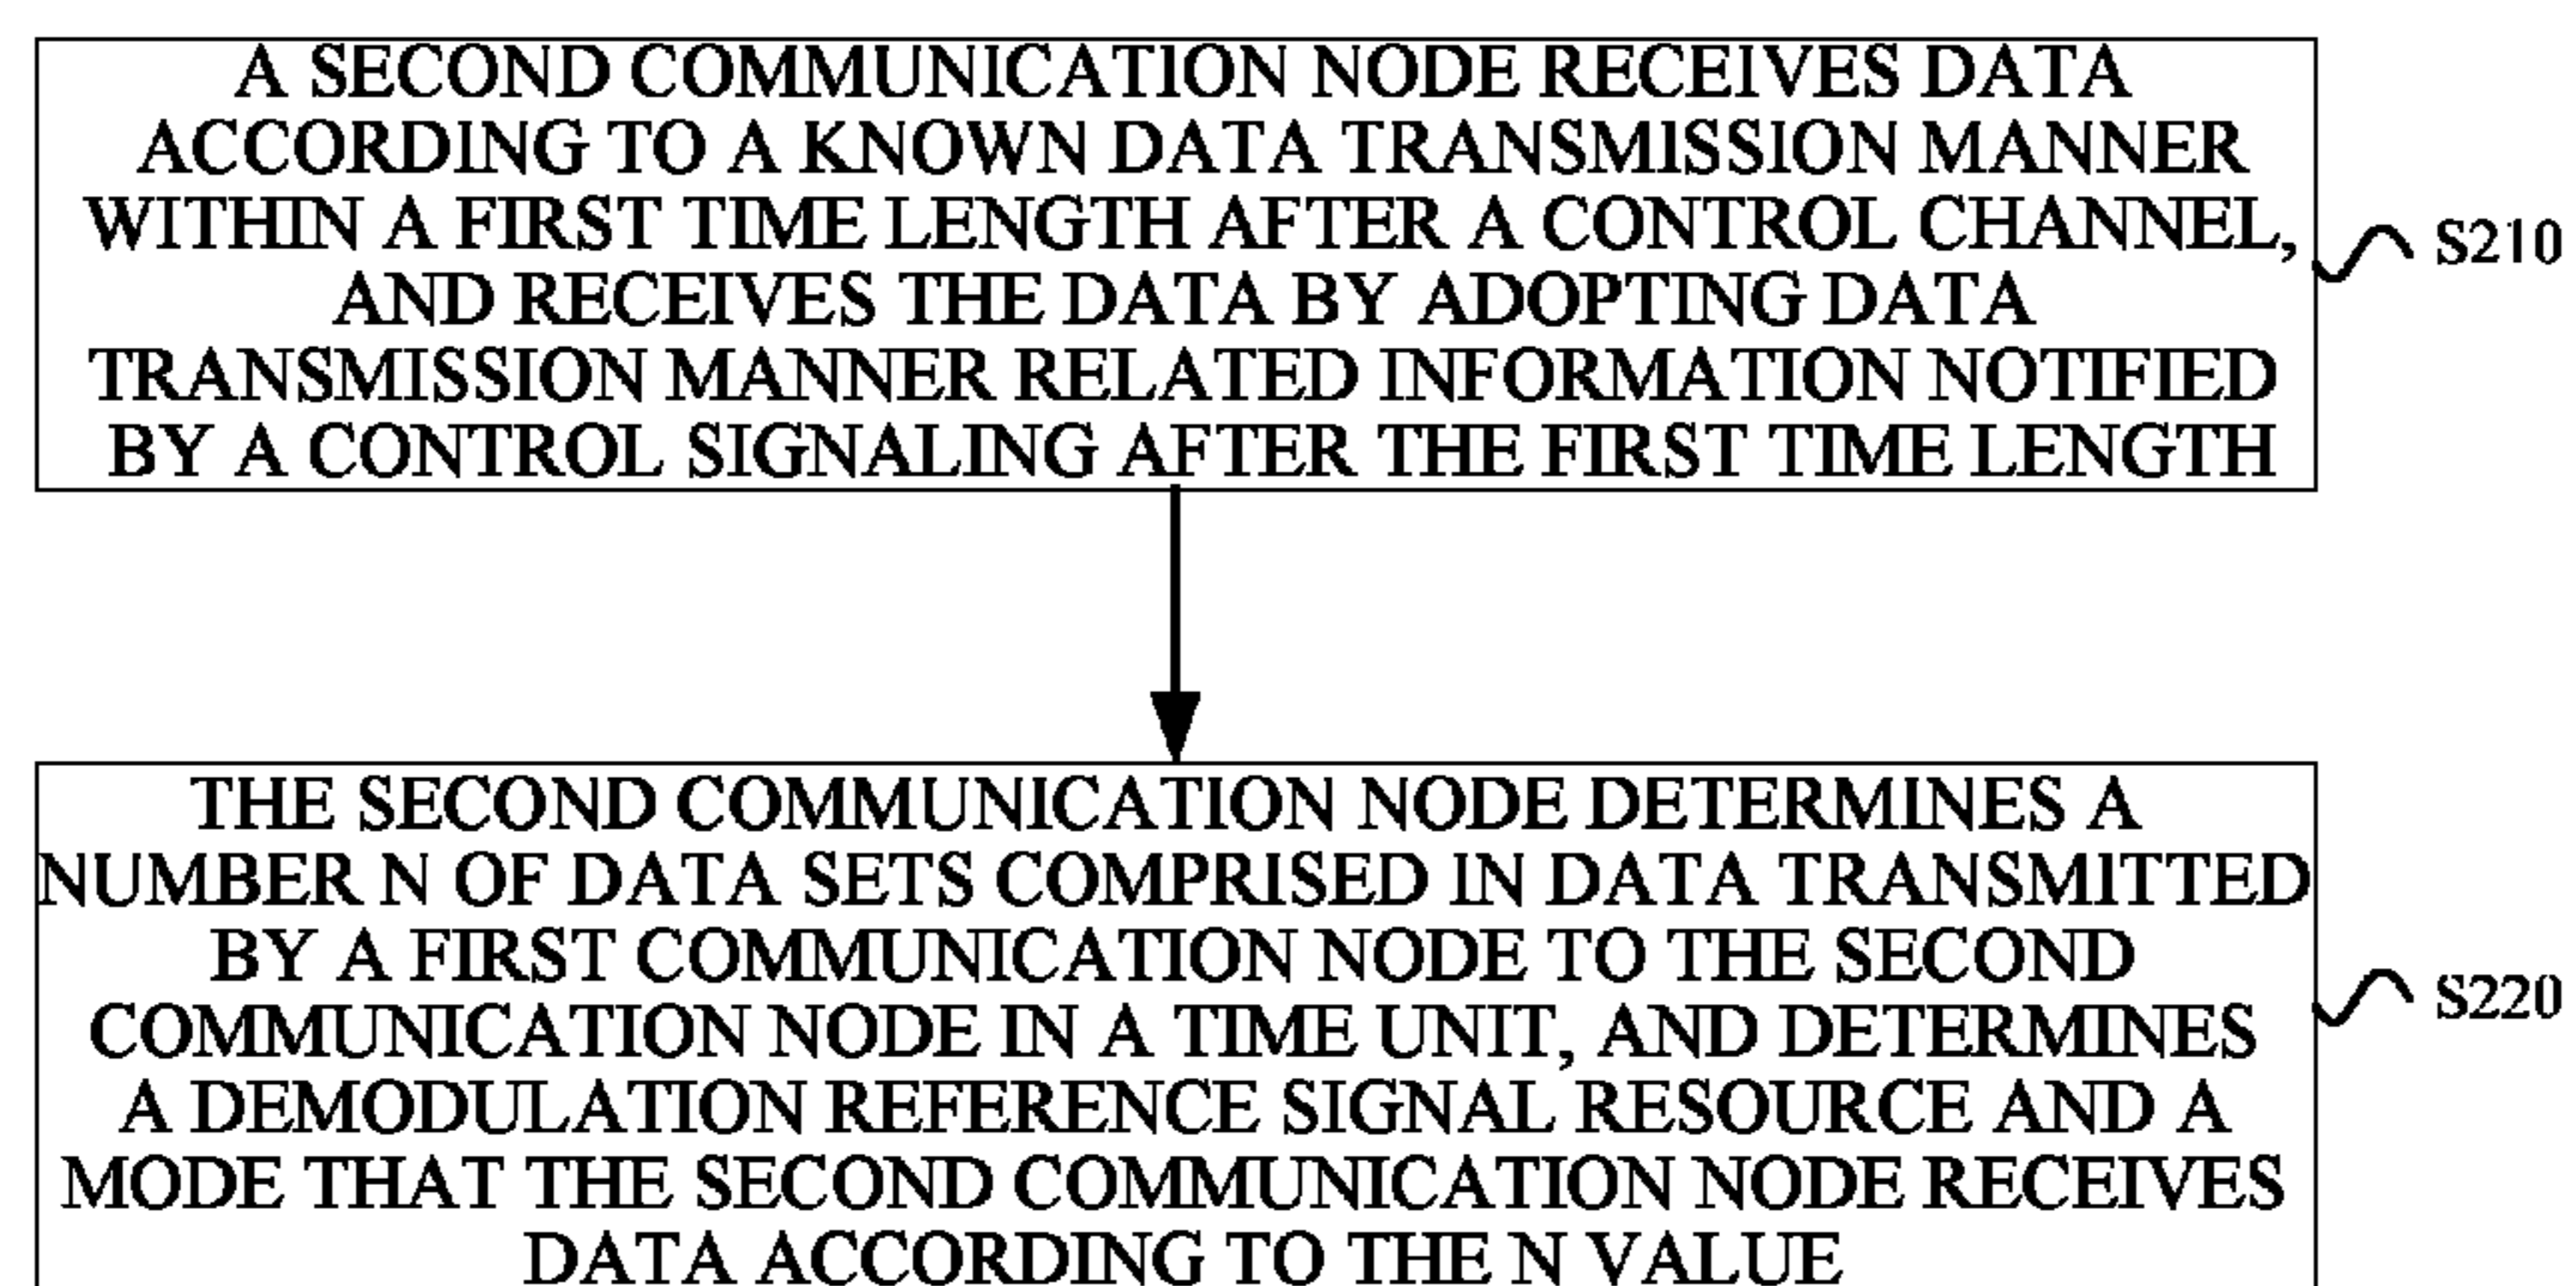 A SECOND COMMUNICATION NODE RECEIVES DATA
ACCORDING TO A KNOWN DATA TRANSMISSION MANNER
WITHIN A FIRST TIME LENGTH AFTER A CONTROL CHANNEL,
AND RECEIVES THE DATA BY ADOPTING DATA
TRANSMISSION MANNER RELATED INFORMATION NOTIFIED
BY A CONTROL SIGNALING AFTER THE FIRST TIME LENGTH
S210
THE SECOND COMMUNICATION NODE DETERMINES A
NUMBER N OF DATA SETS COMPRISED IN DATA TRANSMITTED
BY A FIRST COMMUNICATION NODE TO THE SECOND
COMMUNICATION NODE IN A TIME UNIT, AND DETERMINES
A DEMODULATION REFERENCE SIGNAL RESOURCE AND A
MODE THAT THE SECOND COMMUNICATION NODE RECEIVES
DATA ACCORDING TO THE N VALUE
S220